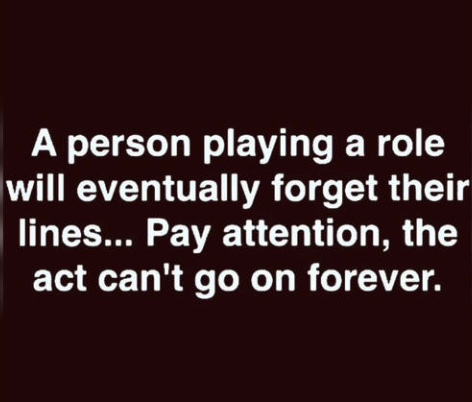 A person playing a role
will eventually forget their
lines... Pay attention, the
act can't go on forever.